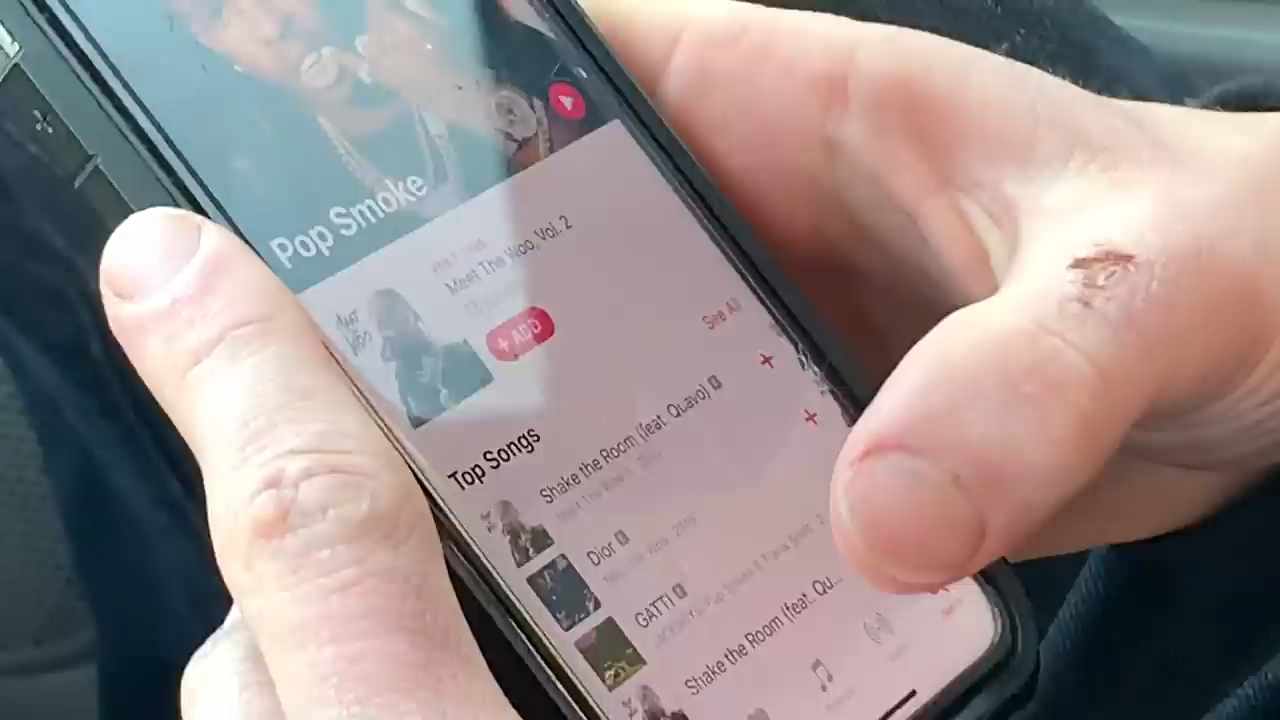 Pop Smoke
Meet The Woo, Vol. 2
+ ADD
See All
Top Songs
Shake the Room (feat. Quavo) E
Dior E
GATTI E
Shake the Room (feat. Qu...